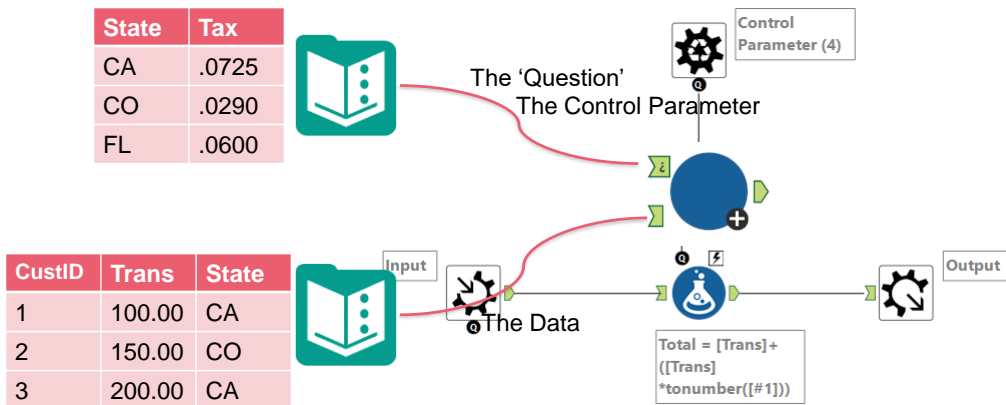 State Tax
CA .0725
CO .0290
FL .0600
The 'Question'
The Control Parameter
Control
Parameter (4)
Q
¿
CustID Trans State
1 100.00 CA
2 150.00 CO
3 200.00 CA
Input
Q
The Data
Q
Total = [Trans]+
([Trans]
*tonumber([#1]))
Output